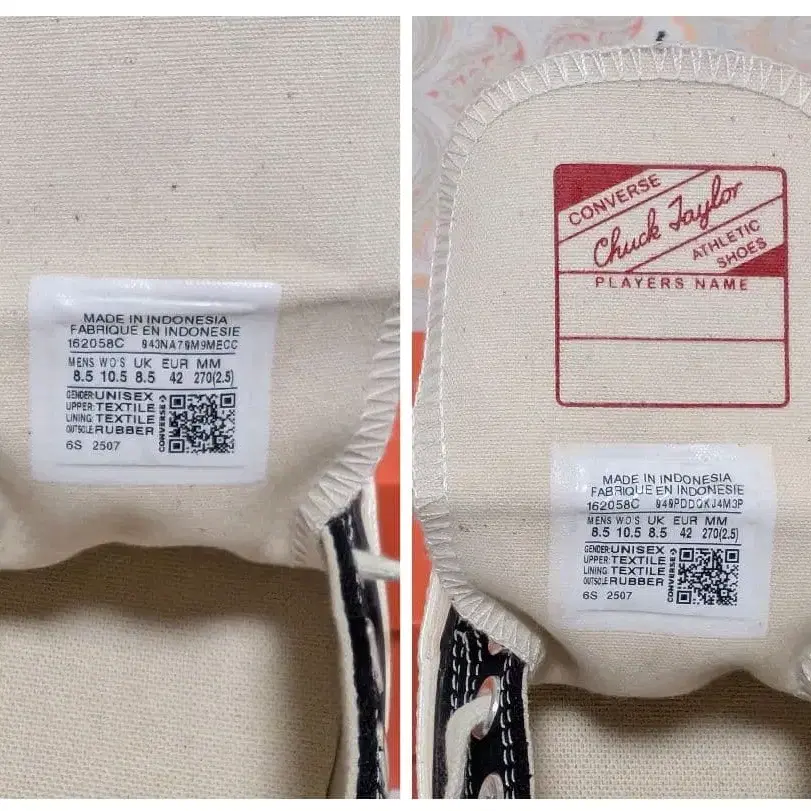 MADE IN INDONESIA
FABRIQUE EN INDONESIE
162058C 943NA79M9MECC
MENS WO'S UK EUR MM
8.5 10.5 8.5 42 270(2.5)
GENDER:UNISEX
UPPER:TEXTILE
LINING:TEXTILE
OUTSOLE:RUBBER
CONVERSE
6S 2507
CONVERSE
Chuck Taylor
ATHLETIC
SHOES
PLAYERS NAME
MADE IN INDONESIA
FABRIQUE EN INDONESIE
162058C
MENS WO'S UK EUR MM
8.5 10.5 8.5 42 270(2.5)
GENDER:UNISEX
UPPER:TEXTILE
LINING:TEXTILE
OUTSOLE:RUBBER
CONVERSE
6S 2507